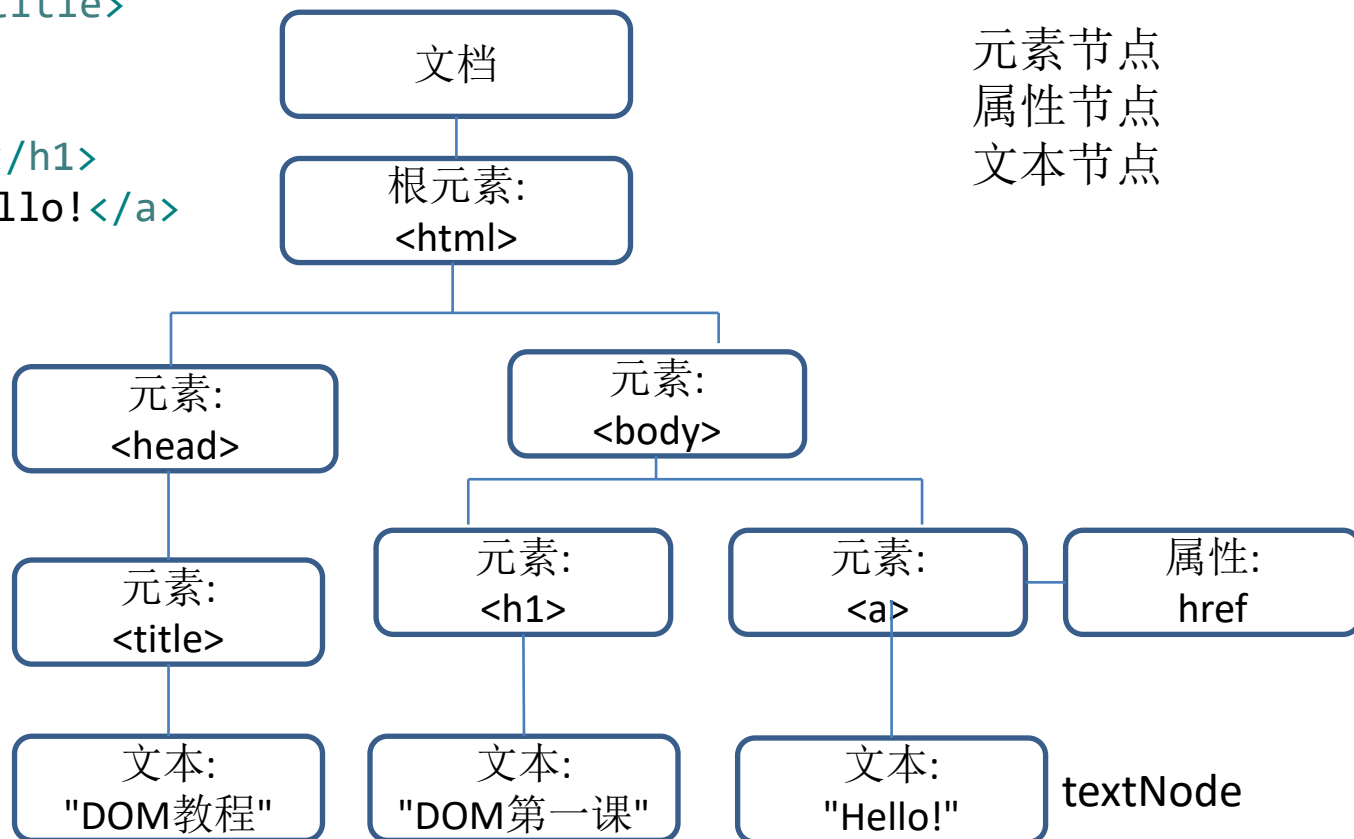 title>
/h1>
llo!</a>
文档
根元素:
<html>
元素节点
属性节点
文本节点
元素:
<head>
元素:
<body>
元素:
<title>
元素:
<h1>
元素:
<a>
属性:
href
文本:
"DOM教程"
文本:
"DOM第一课"
文本:
"Hello!"
textNode